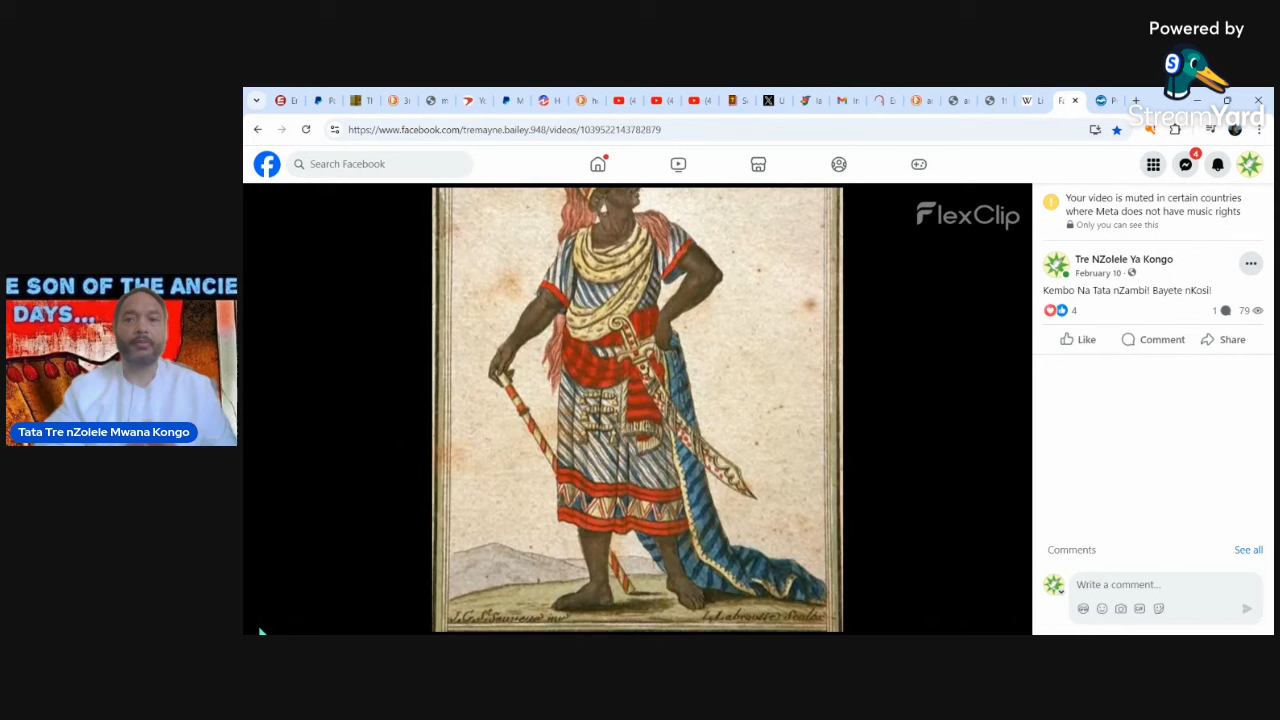 Powered by
StreamYard
https://www.facebook.com/tremayne.bailey.948/videos/1039522143782879
Search Facebook
4
FlexClip
Your video is muted in certain countries
where Meta does not have music rights
Only you can see this
Tre NZolele Ya Kongo
February 10 ·
Kembo Na Tata nZambi! Bayete nKosi!
4
1
79
Like
Comment
Share
E SON OF THE ANCIE
DAYS...
Tata Tre nZolele Mwana Kongo
Comments
See all
Write a comment...